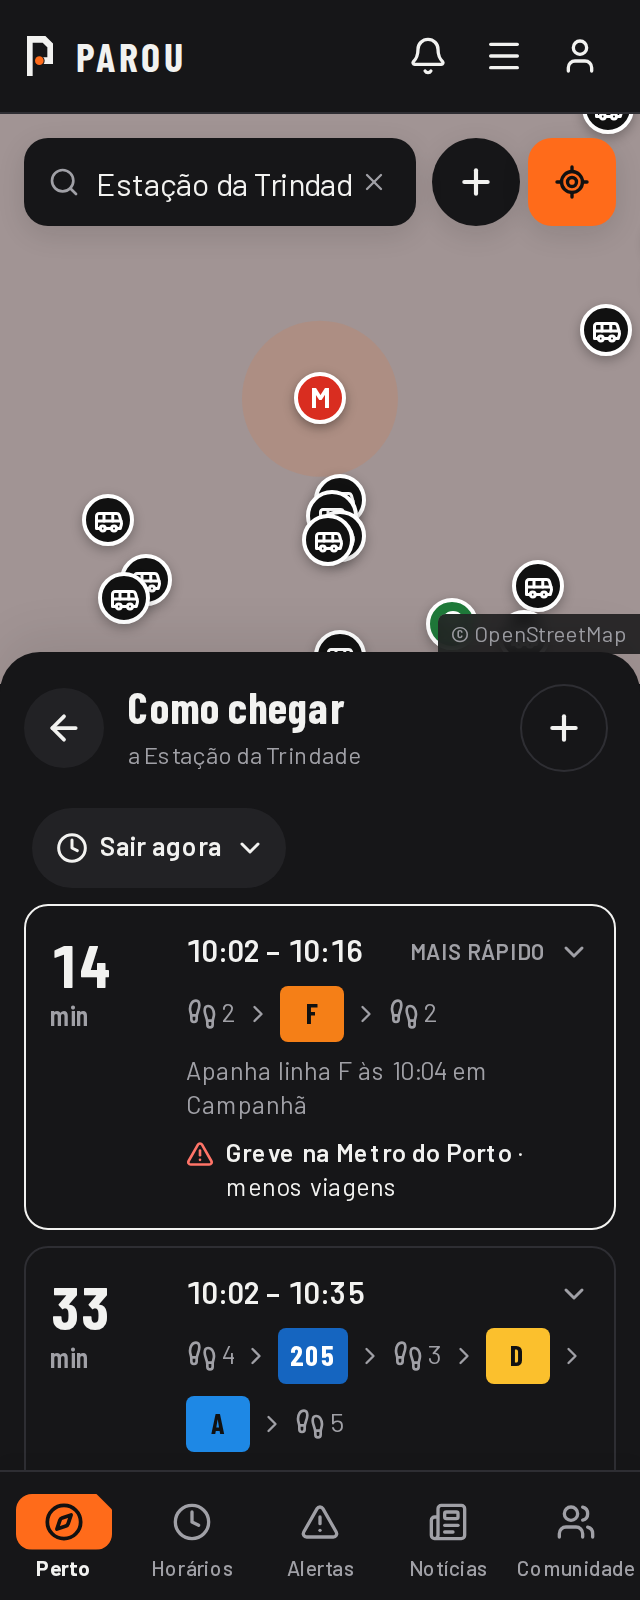 PAROU
Estação da Trindad
M
© OpenStreetMap
Como chegar
a Estação da Trindade
Sair agora
14 min
10:02 – 10:16 MAIS RÁPIDO
2 > F > 2
Apanha linha F às 10:04 em
Campanhã
Greve na Metro do Porto ·
menos viagens
33 min
10:02 – 10:35
4 > 205 > 3 > D >
A > 5
Perto Horários Alertas Notícias Comunidade